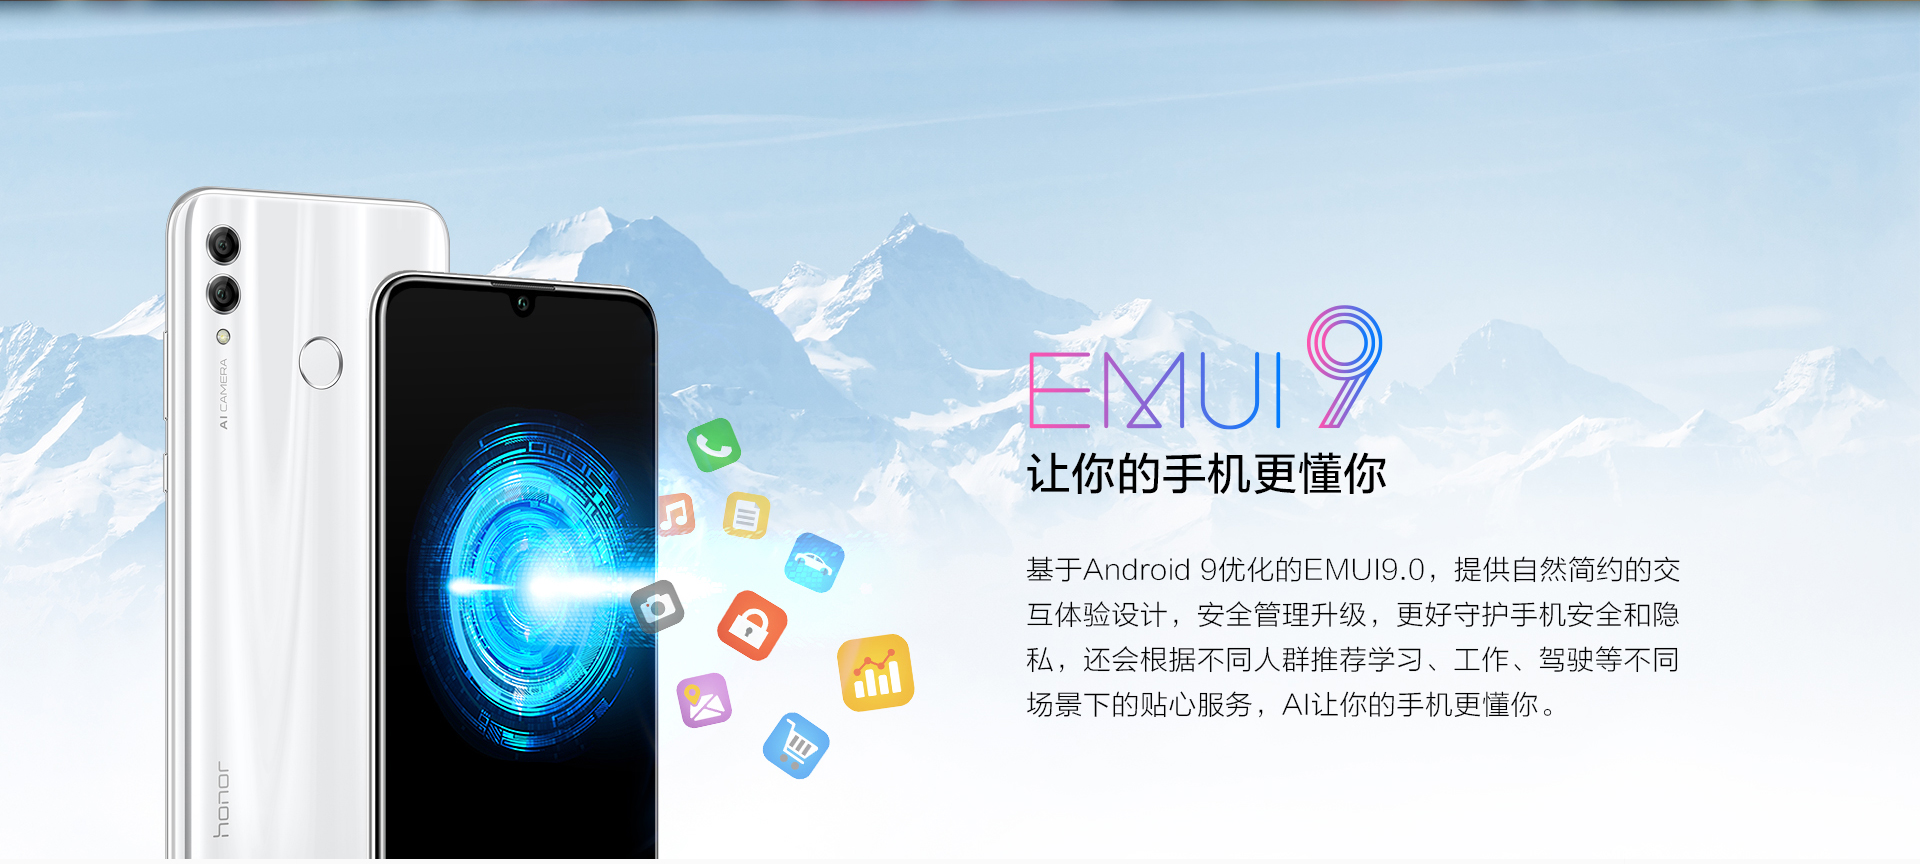 AI CAMERA
honor
EMUI 9
让你的手机更懂你
基于Android 9优化的EMUI9.0，提供自然简约的交
互体验设计，安全管理升级，更好守护手机安全和隐
私，还会根据不同人群推荐学习、工作、驾驶等不同
场景下的贴心服务，AI让你的手机更懂你。